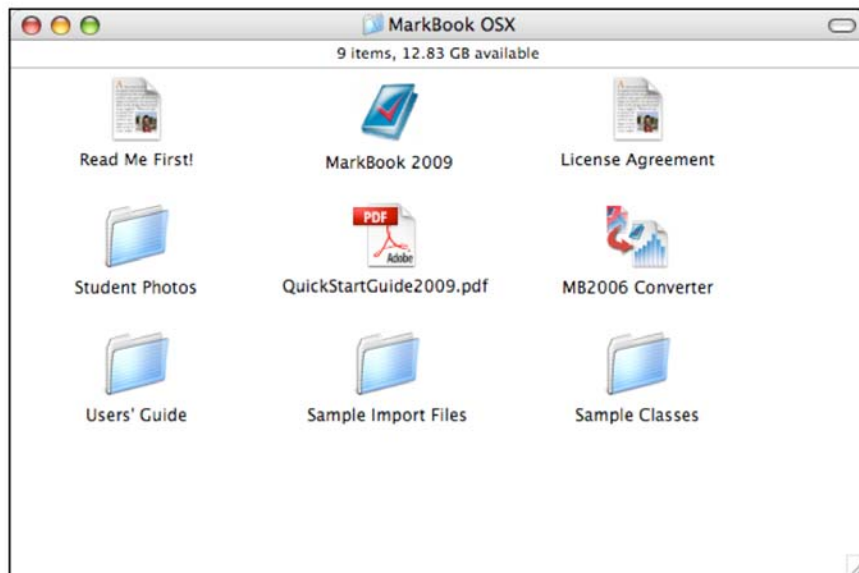 MarkBook OSX
9 items, 12.83 GB available
Read Me First!
MarkBook 2009
License Agreement
PDF
Adobe
Student Photos
QuickStartGuide2009.pdf
MB2006 Converter
Users' Guide
Sample Import Files
Sample Classes